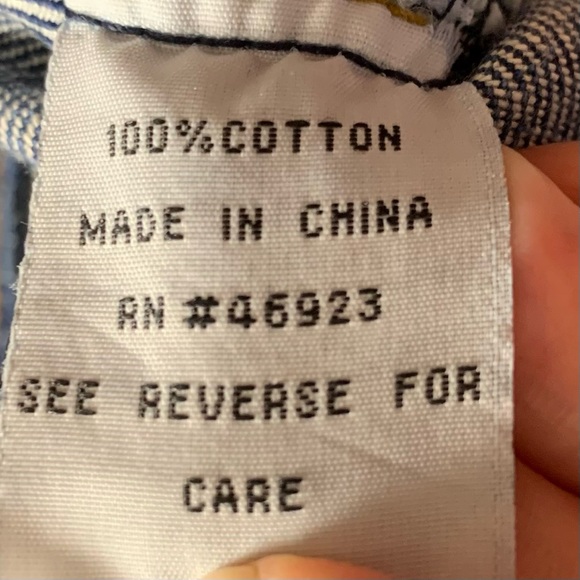 100%COTTON
MADE IN CHINA
RN #46923
SEE REVERSE FOR
CARE